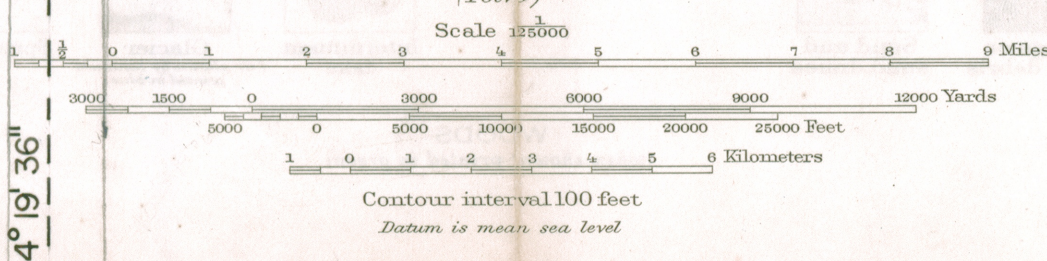 Scale 1/125000
1 ½ 0 1 2 3 4 5 6 7 8 9 Miles
3000 1500 0 3000 6000 9000 12000 Yards
5000 0 5000 10000 15000 20000 25000 Feet
1 0 1 2 3 4 5 6 Kilometers
Contour interval 100 feet
Datum is mean sea level
4° 19' 36"